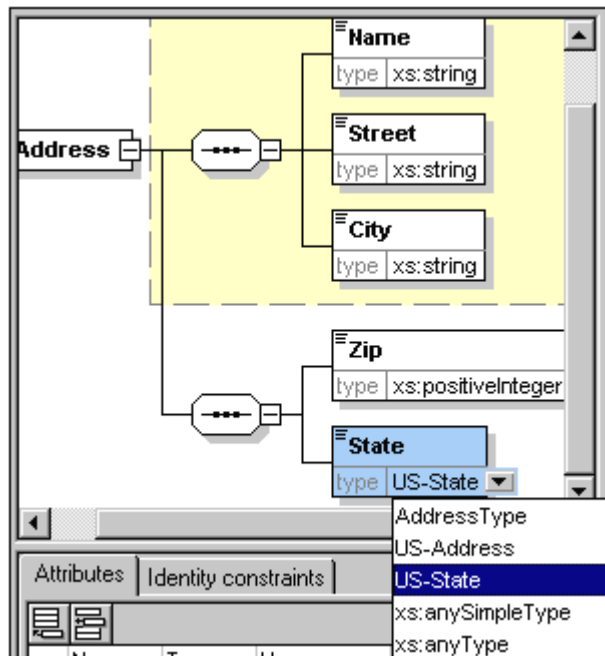 Name
type xs:string
Street
type xs:string
Address
City
type xs:string
Zip
type xs:positiveInteger
State
type US-State
AddressType
US-Address
US-State
xs:anySimpleType
xs:anyType
Attributes Identity constraints